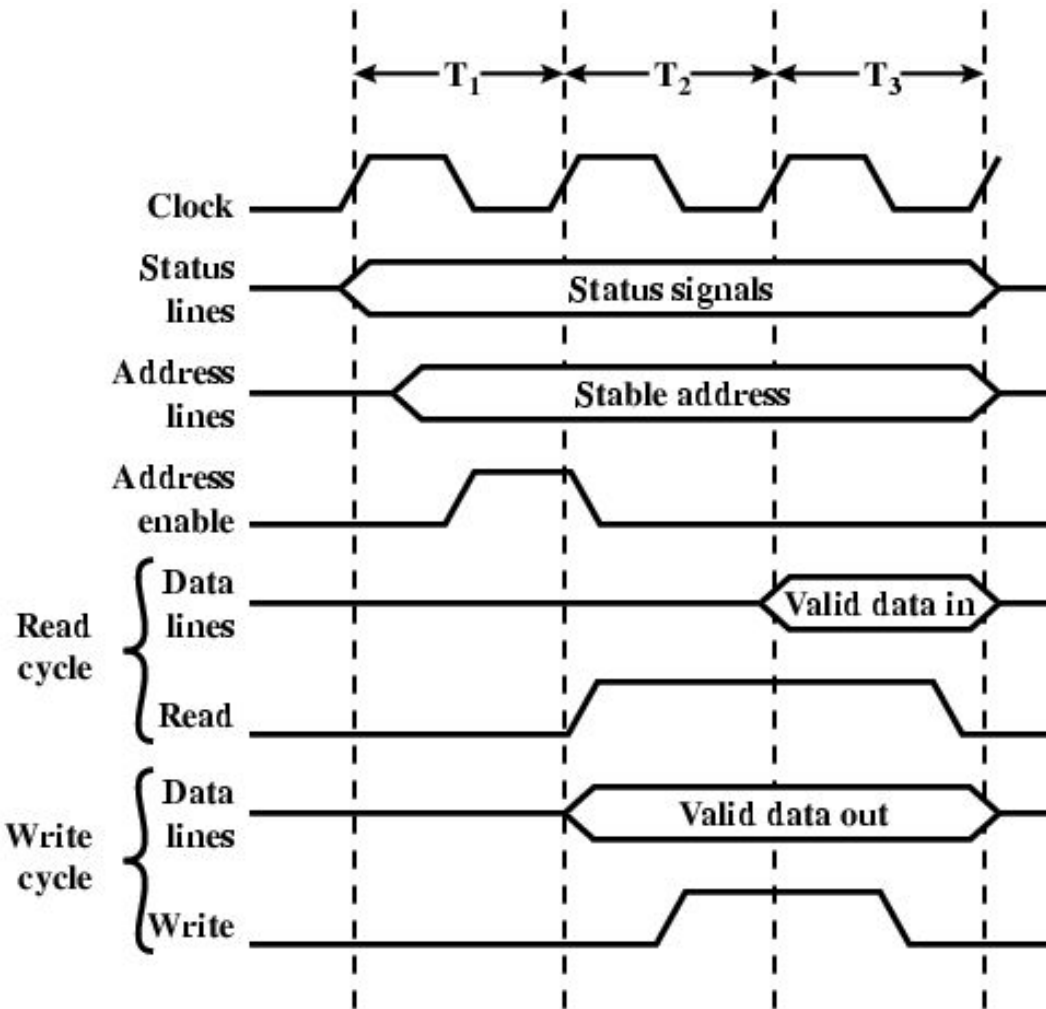 T1 T2 T3
Clock
Status
lines
Status signals
Address
lines
Stable address
Address
enable
Read
cycle
Data
lines
Valid data in
Read
Write
cycle
Data
lines
Valid data out
Write